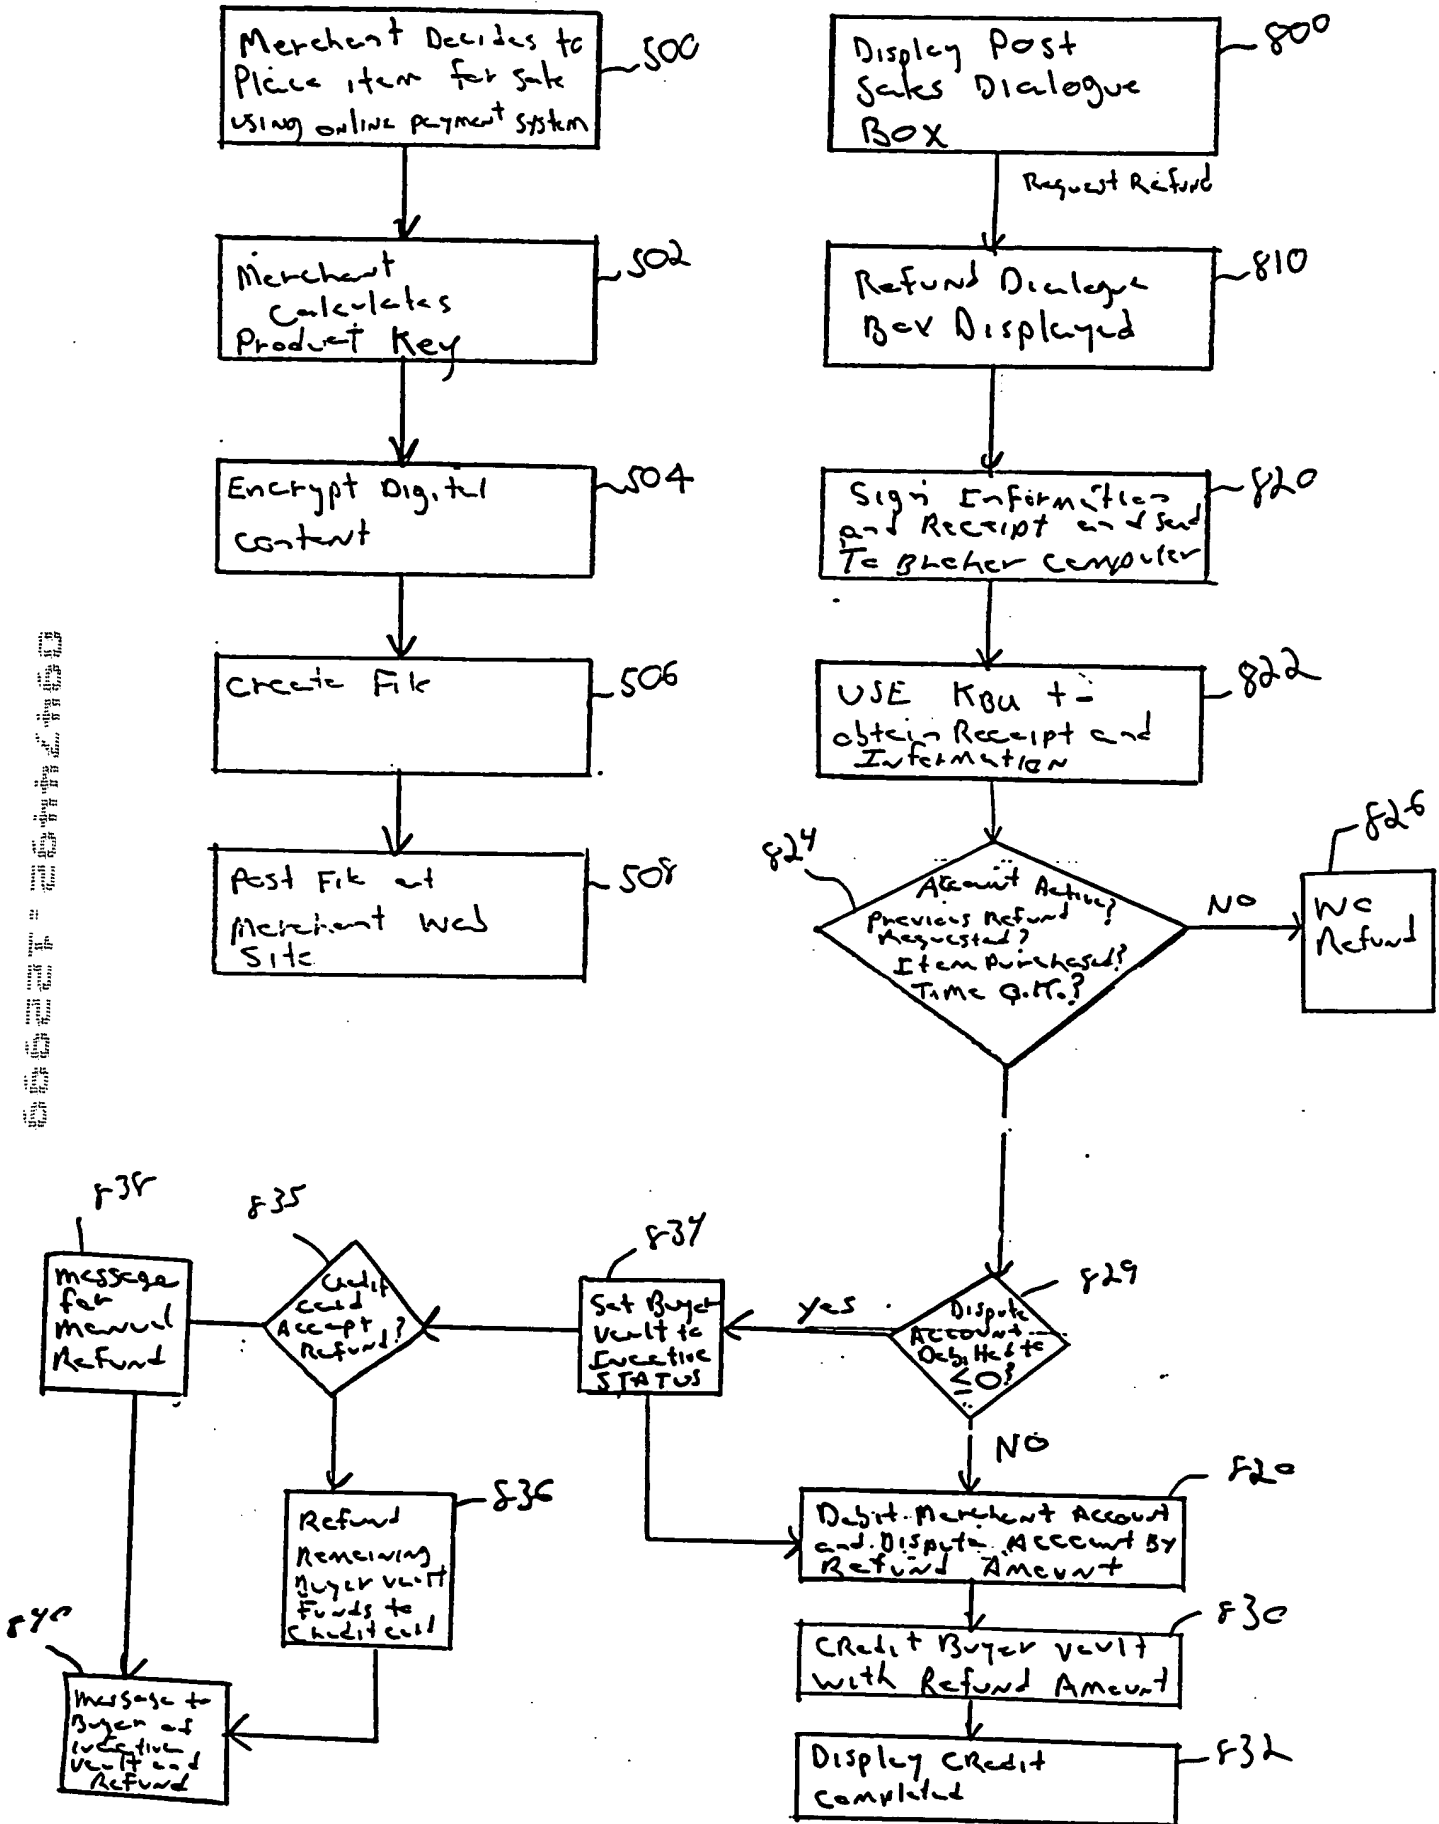 Merchant Decides to
Place item for sale
using online payment system
500
Merchant
Calculates
Product Key
502
Encrypt Digital
content
504
Create File
506
Post File at
Merchant Web
Site
508
Display Post
Sales Dialogue
Box
800
Request Refund
Refund Dialogue
Box Displayed
810
Sign Information
and Receipt and Send
To Broker Computer
820
USE KBU to
obtain Receipt and
Information
822
824
Account Active?
Previous Refund
Requested?
Item Purchased?
Time
NO
826
Refund
829
Dispute
Account
Debited to
≤ 0?
Yes
NO
834
Set Buyer
Vault to
Inactive
STATUS
835
Credit
Card
Accept
Refund?
838
message
for
Manual
Refund
836
Refund
Remaining
Buyer Vault
Funds to
Credit Card
840
Message to
Buyer of
inactive
Vault and
Refund
820
Debit Merchant Account
and Dispute Account By
Refund Amount
830
Credit Buyer Vault
with Refund Amount
832
Display Credit
Completed